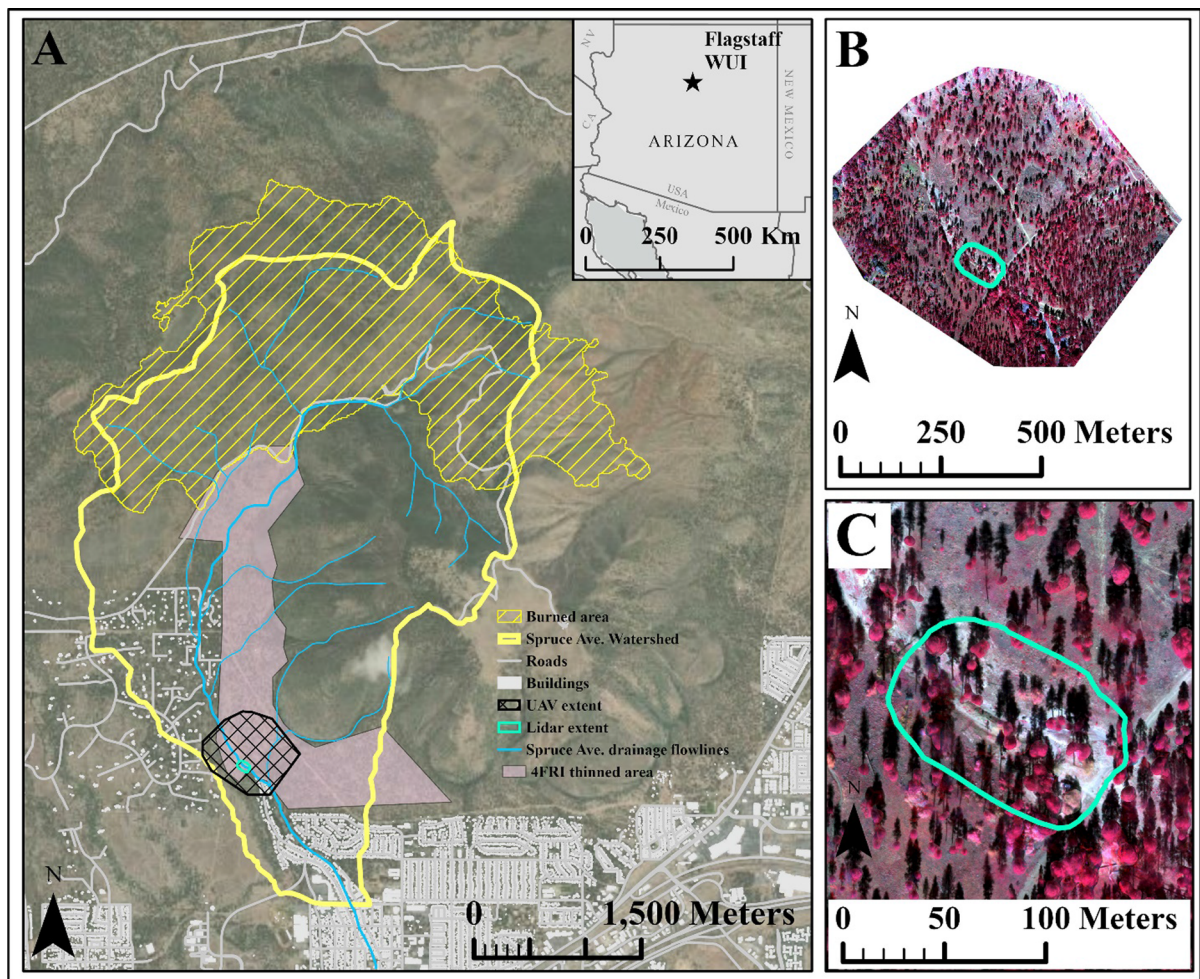 A
Flagstaff
WUI
NV
CA
ARIZONA
NEW MEXICO
USA
Mexico
0 250 500 Km
Burned area
Spruce Ave. Watershed
Roads
Buildings
UAV extent
Lidar extent
Spruce Ave. drainage flowlines
4FRI thinned area
N
0 1,500 Meters
B
N
0 250 500 Meters
C
N
0 50 100 Meters